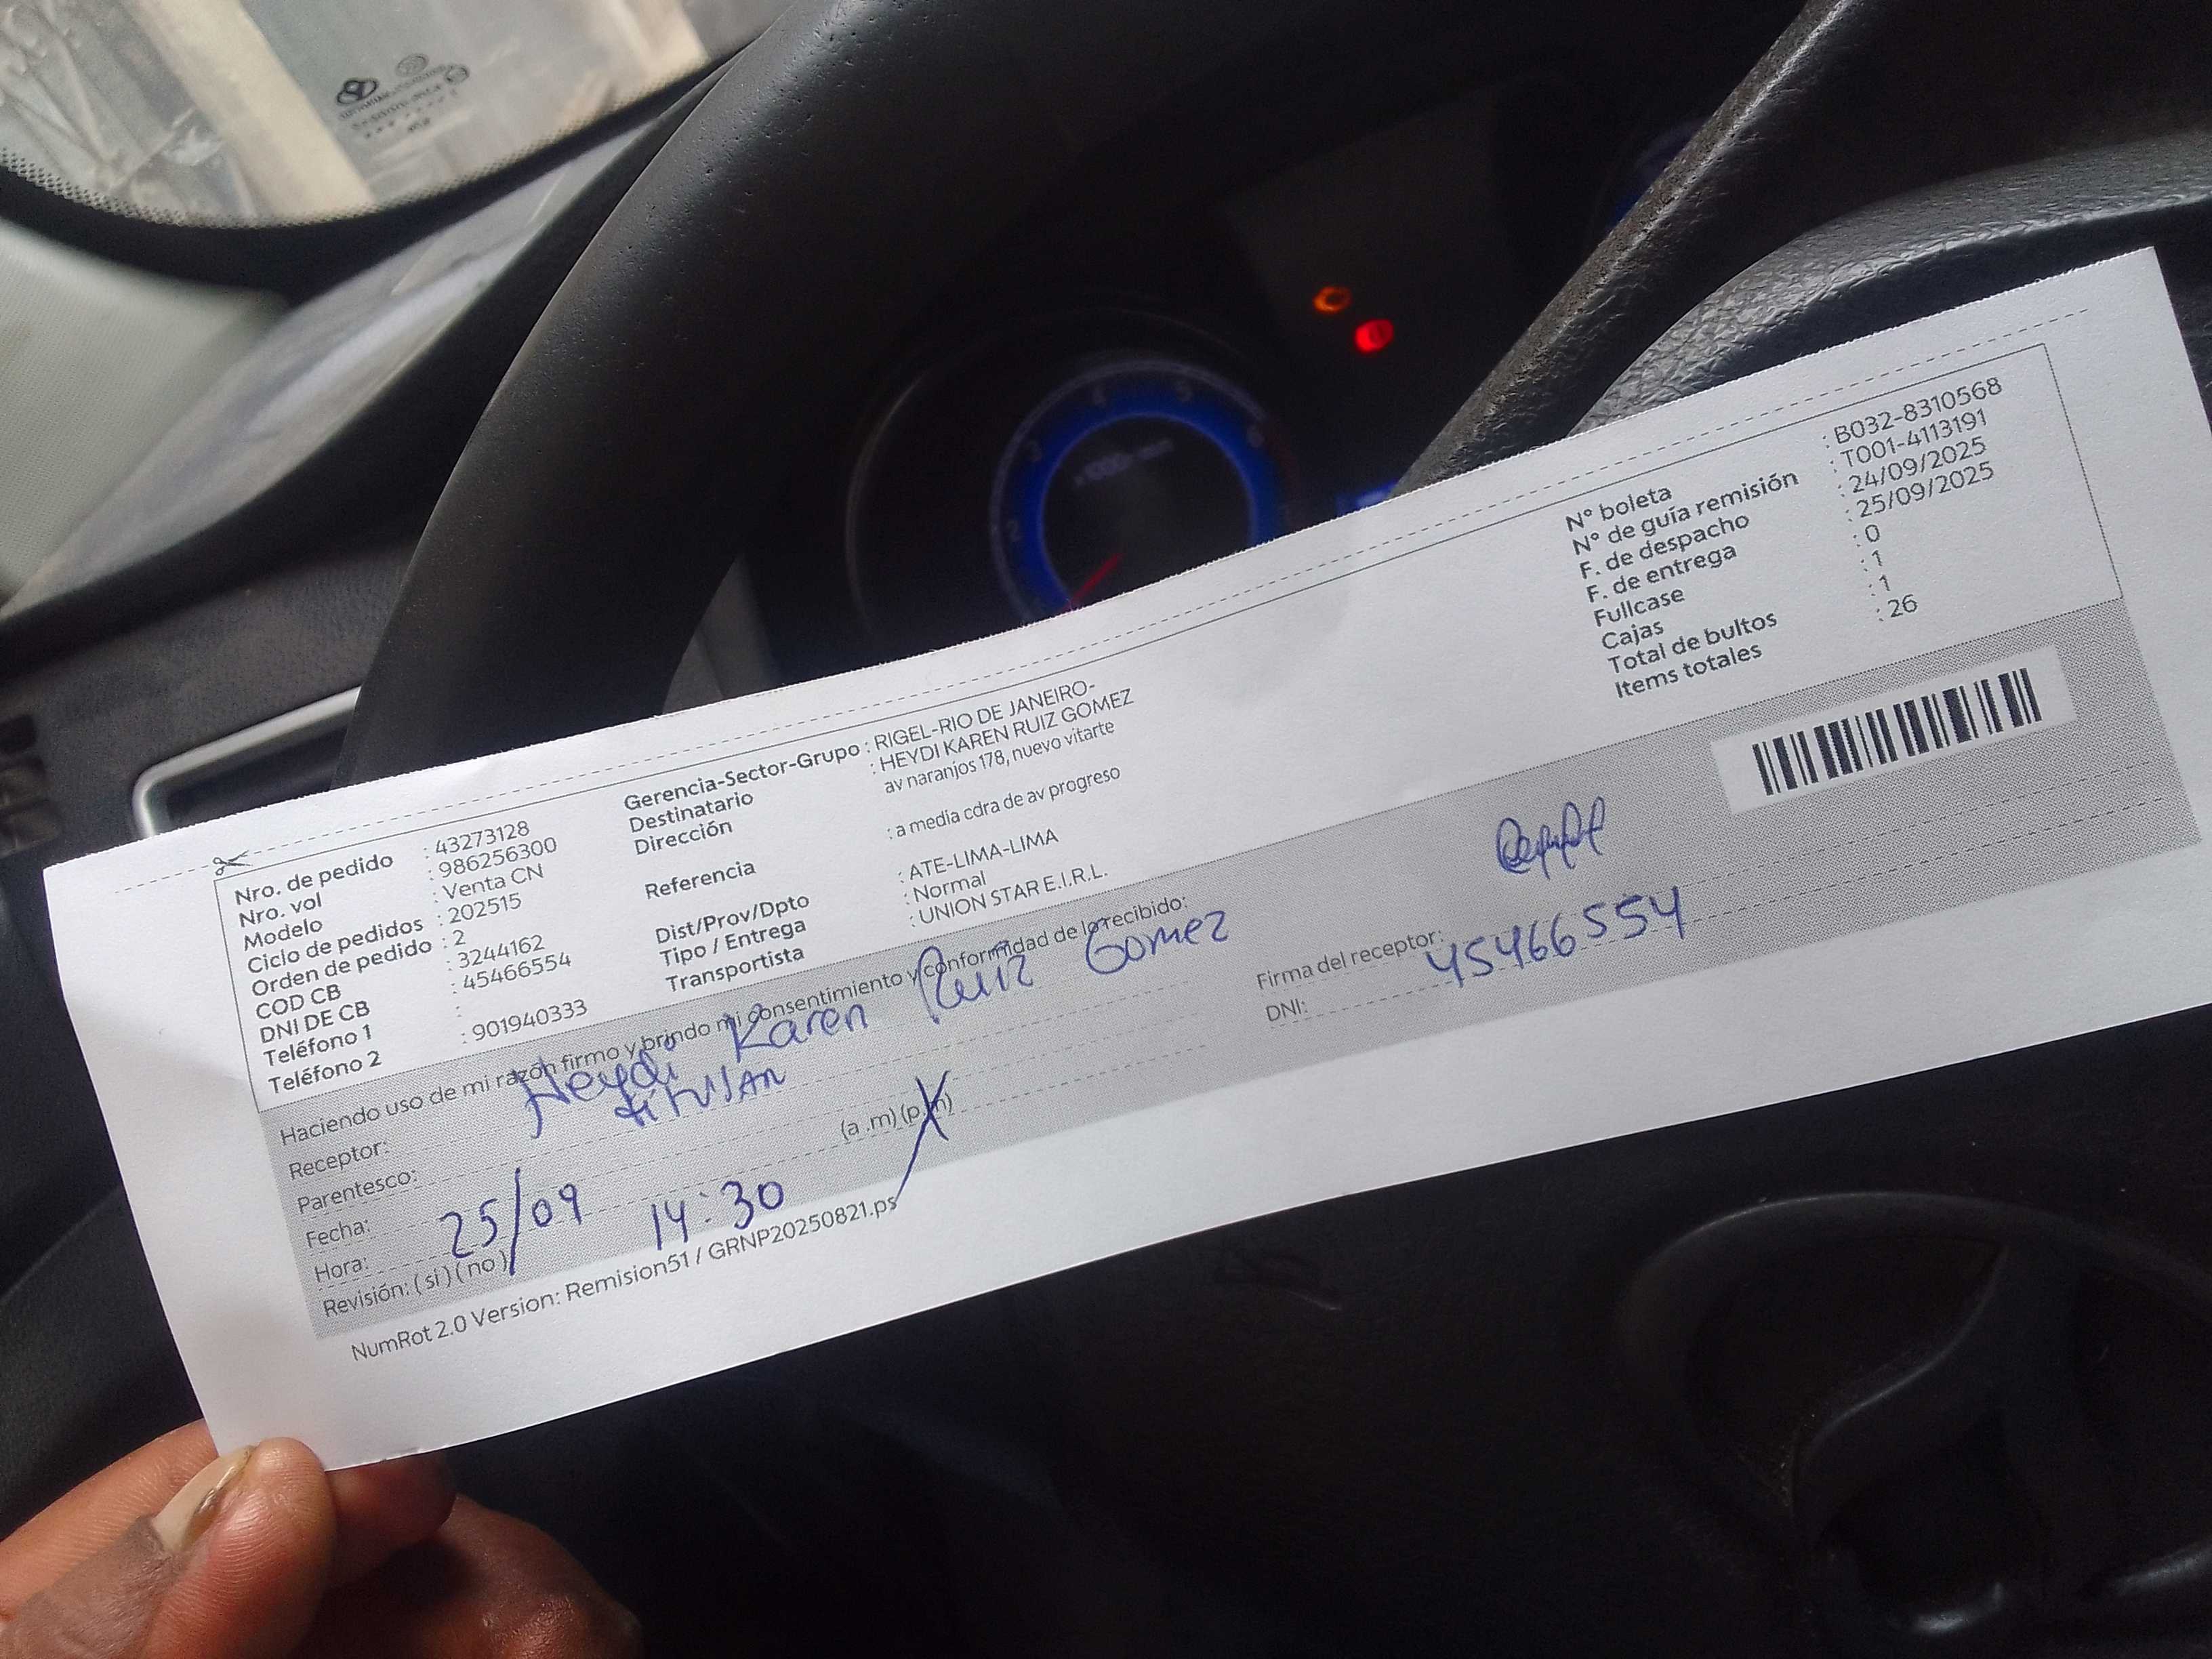 Nro. de pedido : 43273128
Nro. vol : 986256300
Modelo : Venta CN
Ciclo de pedidos : 202515
Orden de pedido : 2
COD CB : 3244162
DNI DE CB : 45466554
Teléfono 1 :
Teléfono 2 : 901940333
Gerencia-Sector-Grupo : RIGEL-RIO DE JANEIRO-
Destinatario : HEYDI KAREN RUIZ GOMEZ
Dirección av naranjos 178, nuevo vitarte
Referencia : a media cdra de av progreso
Dist/Prov/Dpto : ATE-LIMA-LIMA
Tipo / Entrega : Normal
Transportista : UNION STAR E.I.R.L.
N° boleta : B032-8310568
N° de guía remisión : T001-4113191
F. de despacho : 24/09/2025
F. de entrega : 25/09/2025
Fullcase : 0
Cajas : 1
Total de bultos : 1
Items totales : 26
Haciendo uso de mi razón firmo y brindo mi consentimiento y conformidad de lo recibido:
Receptor: Heydi Karen Ruiz Gomez
Parentesco: titular
Fecha: 25/09
Hora: 14:30 (a .m) (p.m)
Revisión: ( si ) ( no )
Firma del receptor:
DNI: 45466554
NumRot 2.0 Version: Remision51 / GRNP20250821.ps